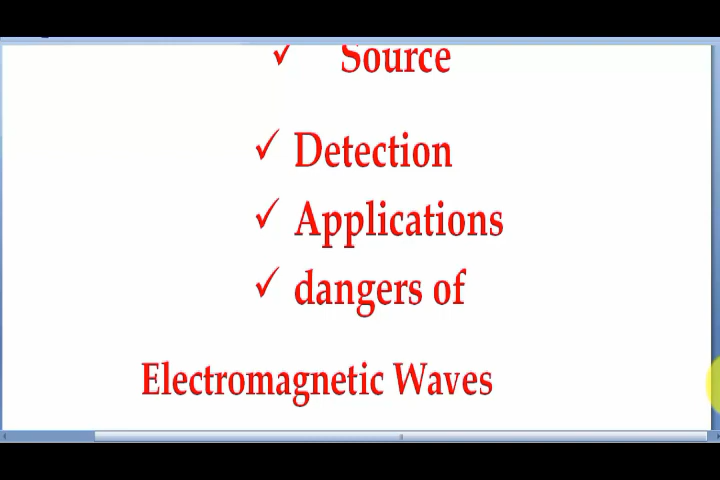 ✓ Source
✓ Detection
✓ Applications
✓ dangers of
Electromagnetic Waves